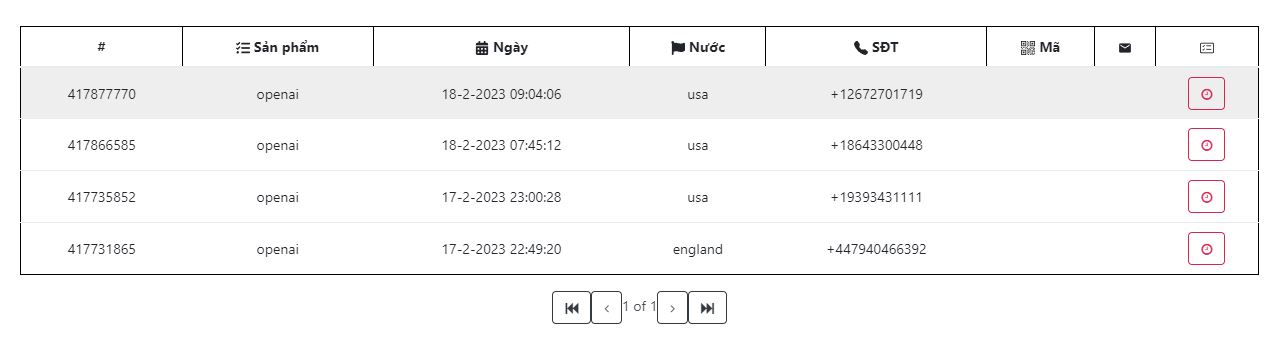 # Sản phẩm Ngày Nước SĐT Mã
417877770 openai 18-2-2023 09:04:06 usa +12672701719
417866585 openai 18-2-2023 07:45:12 usa +18643300448
417735852 openai 17-2-2023 23:00:28 usa +19393431111
417731865 openai 17-2-2023 22:49:20 england +447940466392
1 of 1